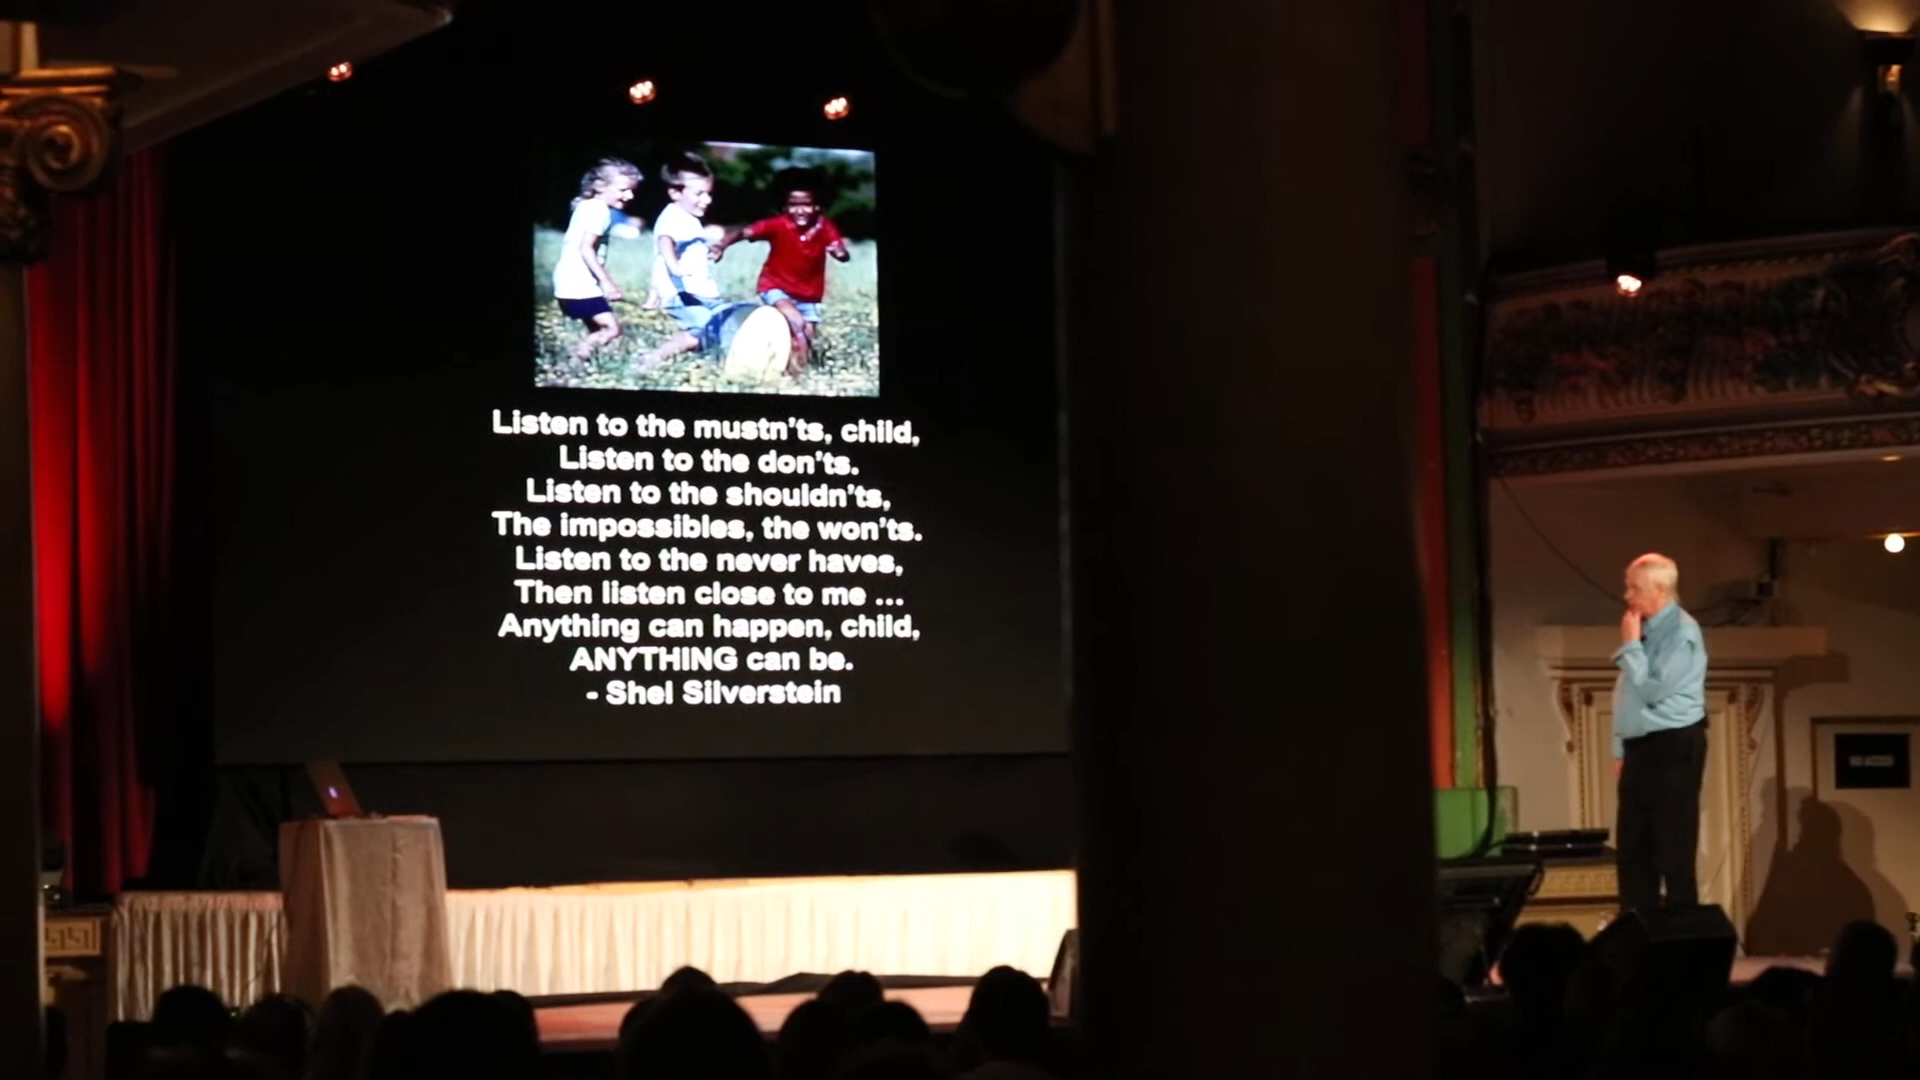 Listen to the mustn'ts, child,
Listen to the don'ts.
Listen to the shouldn'ts,
The impossibles, the won'ts.
Listen to the never haves,
Then listen close to me ...
Anything can happen, child,
ANYTHING can be.
- Shel Silverstein
NO ACCESS